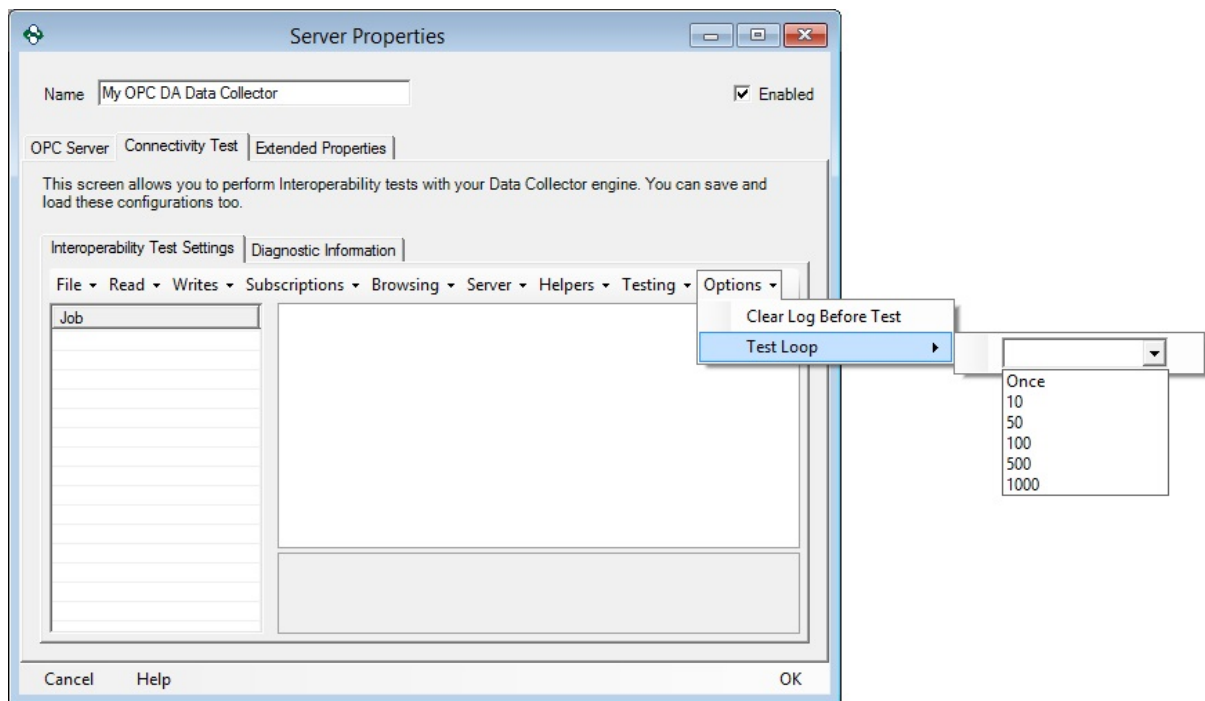 Server Properties
Name My OPC DA Data Collector Enabled
OPC Server Connectivity Test Extended Properties
This screen allows you to perform Interoperability tests with your Data Collector engine. You can save and
load these configurations too.
Interoperability Test Settings Diagnostic Information
File Read Writes Subscriptions Browsing Server Helpers Testing Options
Job
Clear Log Before Test
Test Loop
Once
10
50
100
500
1000
Cancel Help OK